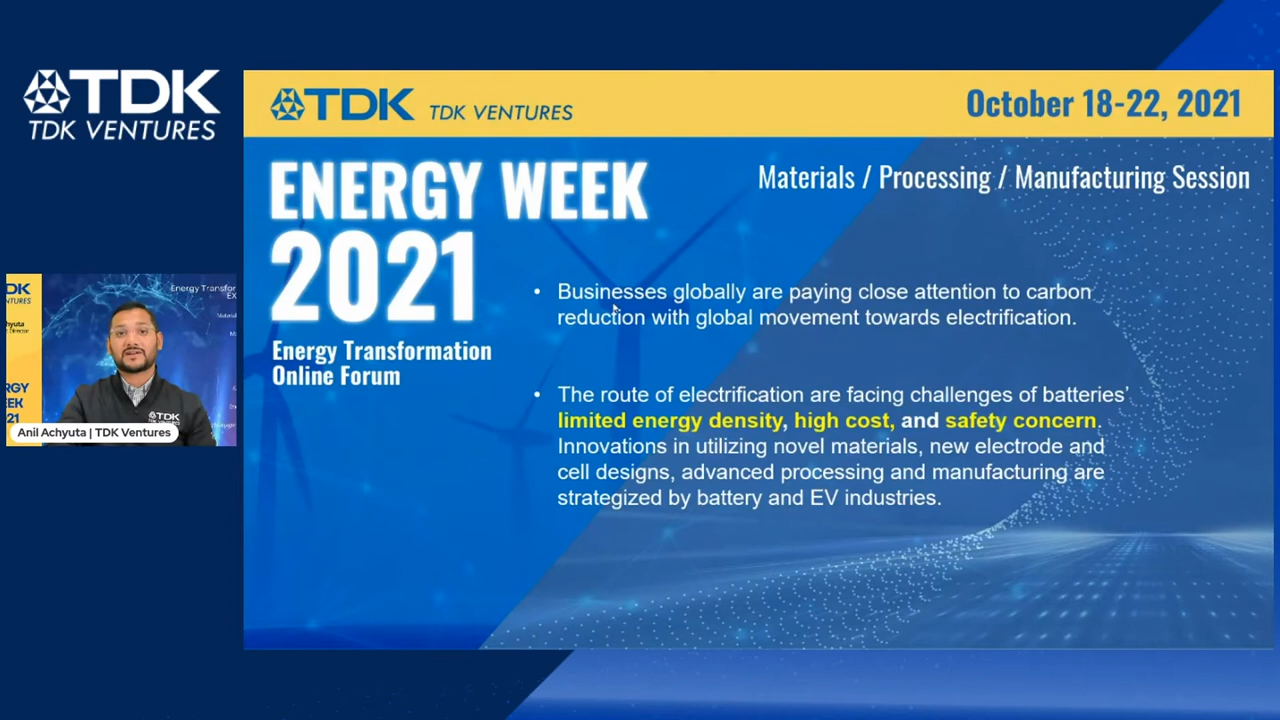 TDK
TDK VENTURES
TDK TDK VENTURES
October 18-22, 2021
ENERGY WEEK
2021
Energy Transformation
Online Forum
Materials / Processing / Manufacturing Session
• Businesses globally are paying close attention to carbon
reduction with global movement towards electrification.
• The route of electrification are facing challenges of batteries’
limited energy density, high cost, and safety concern.
Innovations in utilizing novel materials, new electrode and
cell designs, advanced processing and manufacturing are
strategized by battery and EV industries.
Energy Transfor
TDK
Anil Achyuta | TDK Ventures